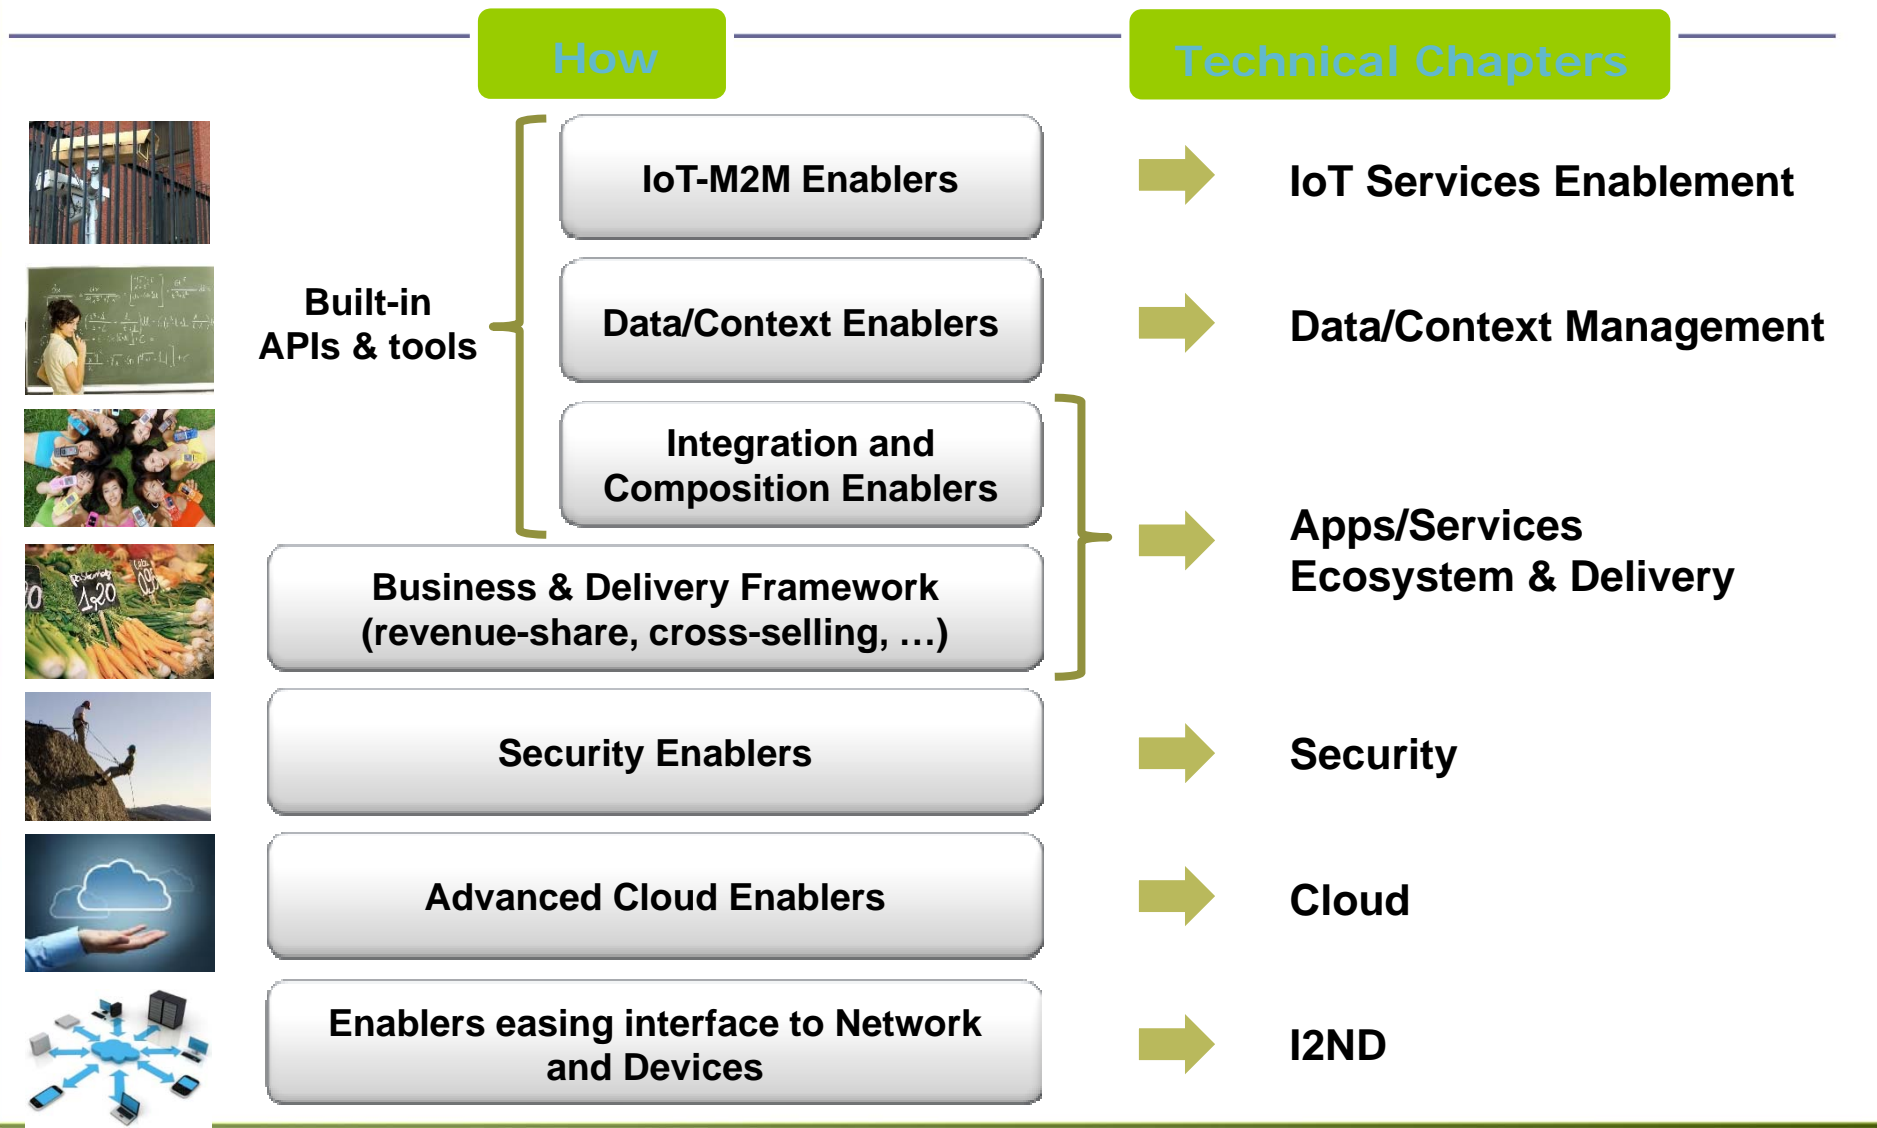 How
Technical Chapters
IoT-M2M Enablers
IoT Services Enablement
Built-in
APIs & tools
Data/Context Enablers
Data/Context Management
Integration and
Composition Enablers
Apps/Services
Ecosystem & Delivery
Business & Delivery Framework
(revenue-share, cross-selling, …)
Security Enablers
Security
Advanced Cloud Enablers
Cloud
Enablers easing interface to Network
and Devices
I2ND